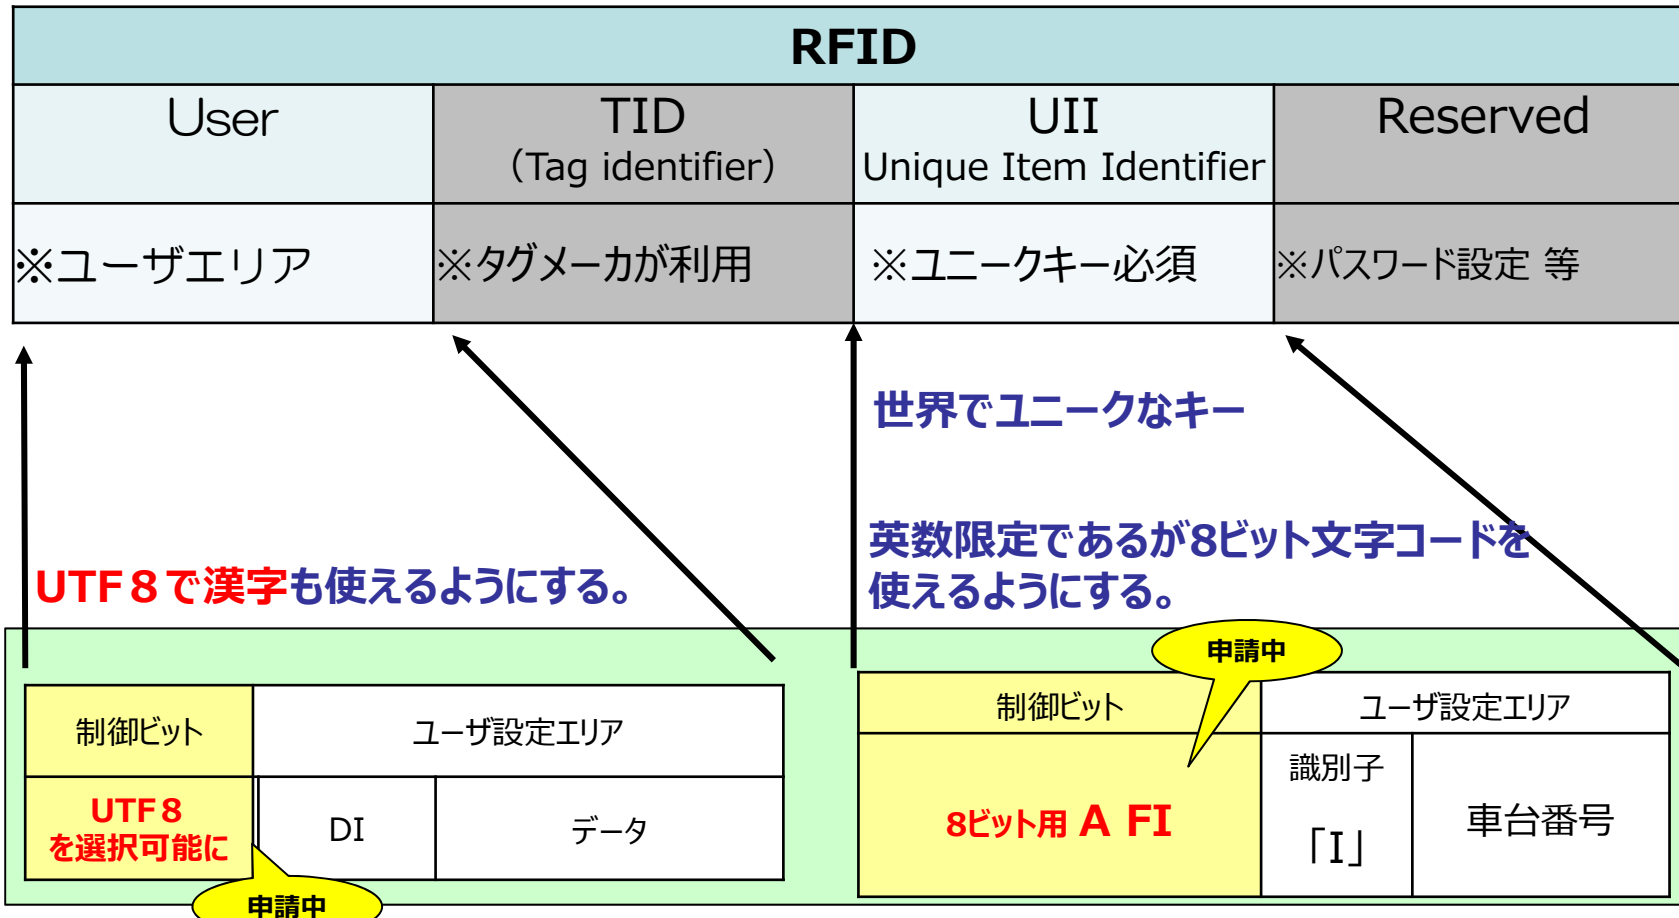 RFID
User
TID
（Tag identifier）
UII
Unique Item Identifier
Reserved
※ユーザエリア
※タグメーカが利用
※ユニークキー必須
※パスワード設定 等
世界でユニークなキー
英数限定であるが8ビット文字コードを
使えるようにする。
UTF８で漢字も使えるようにする。
申請中
制御ビット
ユーザ設定エリア
UTF８
を選択可能に
DI
データ
申請中
制御ビット
ユーザ設定エリア
8ビット用 A FI
識別子
「I」
車台番号